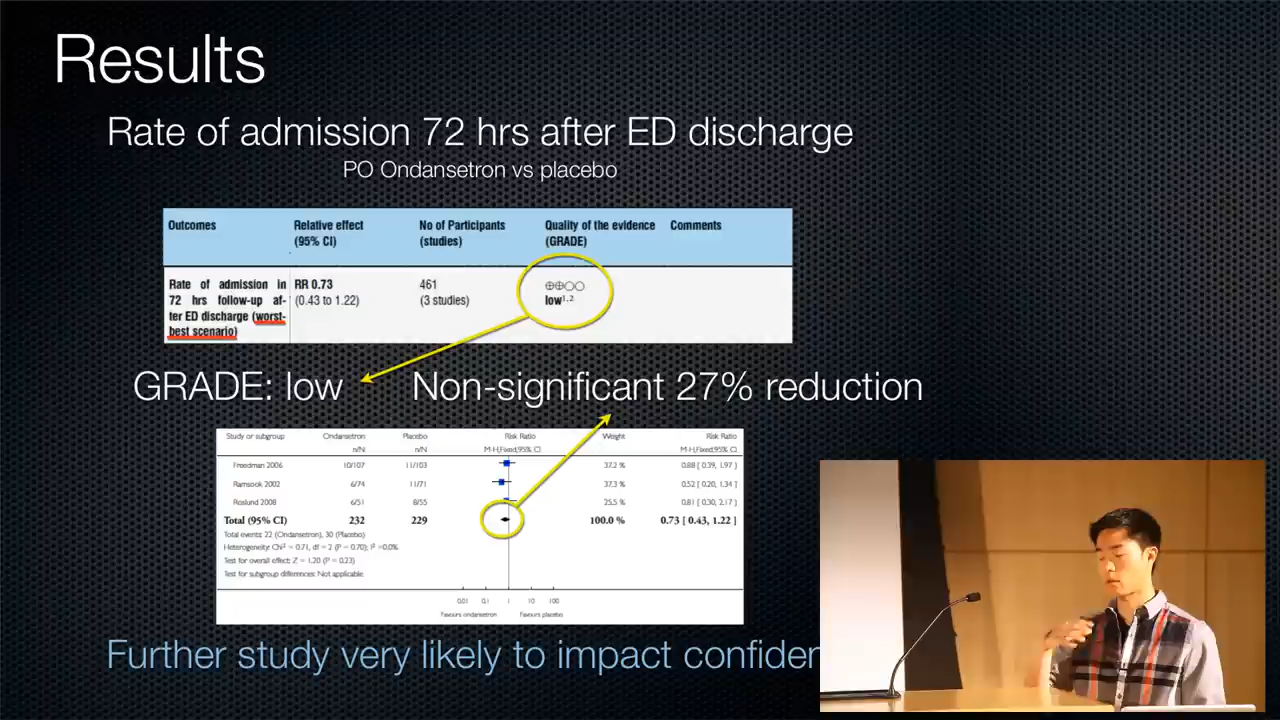 Results
Rate of admission 72 hrs after ED discharge
PO Ondansetron vs placebo
Outcomes Relative effect (95% CI) No of Participants (studies) Quality of the evidence (GRADE) Comments
Rate of admission in RR 0.73 461 ⊕⊕○○
72 hrs follow-up af- (0.43 to 1.22) (3 studies) low1,2
ter ED discharge (worst-
best scenario)
GRADE: low Non-significant 27% reduction
Study or subgroup Ondansetron Placebo Risk Ratio Weight Risk Ratio
n/N n/N M-H,Fixed,95% CI M-H,Fixed,95% CI
Freedman 2006 10/107 11/103 37.2 % 0.88 [ 0.39, 1.97 ]
Ramsook 2002 6/74 11/71 37.3 % 0.52 [ 0.20, 1.34 ]
Roslund 2008 6/51 8/55 25.5 % 0.81 [ 0.30, 2.17 ]
Total (95% CI) 232 229 100.0 % 0.73 [ 0.43, 1.22 ]
Total events: 22 (Ondansetron), 30 (Placebo)
Heterogeneity: Chi² = 0.71, df = 2 (P = 0.70); I² =0.0%
Test for overall effect: Z = 1.20 (P = 0.23)
Test for subgroup differences: Not applicable
0.01 0.1 1 10 100
Favours ondansetron Favours placebo
Further study very likely to impact confiden